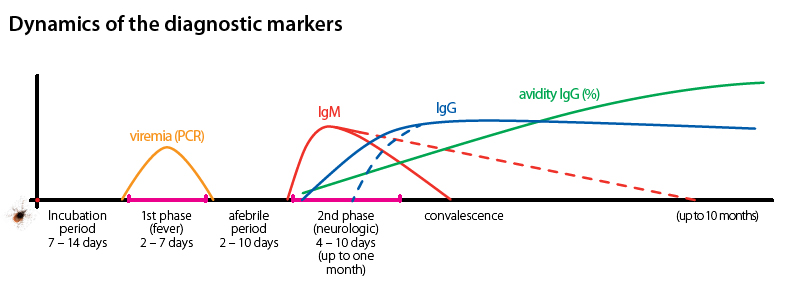 Dynamics of the diagnostic markers
viremia (PCR)
IgM
IgG
avidity IgG (%)
Incubation
period
7 – 14 days
1st phase
(fever)
2 – 7 days
afebrile
period
2 – 10 days
2nd phase
(neurologic)
4 – 10 days
(up to one
month)
convalescence
(up to 10 months)